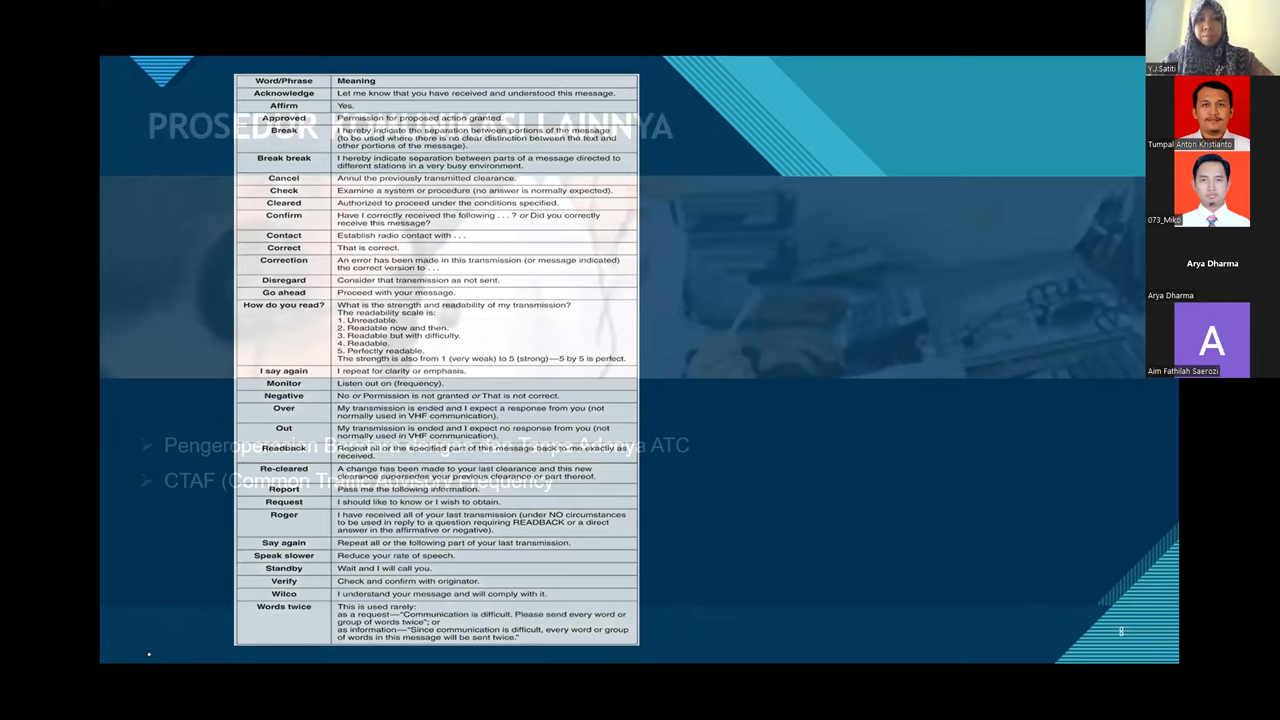 PROSEDUR KOMUNIKASI LAINNYA
Word/Phrase Meaning
Acknowledge Let me know that you have received and understood this message.
Affirm Yes.
Approved Permission for proposed action granted.
Break I hereby indicate the separation between portions of the message
(to be used where there is no clear distinction between the text and
other portions of the message).
Break break I hereby indicate separation between parts of a message directed to
different stations in a very busy environment.
Cancel Annul the previously transmitted clearance.
Check Examine a system or procedure (no answer is normally expected).
Cleared Authorized to proceed under the conditions specified.
Confirm Have I correctly received the following . . . ? or Did you correctly
receive this message?
Contact Establish radio contact with . . .
Correct That is correct.
Correction An error has been made in this transmission (or message indicated)
the correct version to . . .
Disregard Consider that transmission as not sent.
Go ahead Proceed with your message.
How do you read? What is the strength and readability of my transmission?
The readability scale is:
1. Unreadable.
2. Readable now and then.
3. Readable but with difficulty.
4. Readable.
5. Perfectly readable.
The strength is also from 1 (very weak) to 5 (strong)—5 by 5 is perfect.
I say again I repeat for clarity or emphasis.
Monitor Listen out on (frequency).
Negative No or Permission is not granted or That is not correct.
Over My transmission is ended and I expect a response from you (not
normally used in VHF communication).
Out My transmission is ended and I expect no response from you (not
normally used in VHF communication).
Readback Repeat all or the specified part of this message back to me exactly as
received.
Re-cleared A change has been made to your last clearance and this new
clearance supersedes your previous clearance or part thereof.
Report Pass me the following information.
Request I should like to know or I wish to obtain.
Roger I have received all of your last transmission (under NO circumstances
to be used in reply to a question requiring READBACK or a direct
answer in the affirmative or negative).
Say again Repeat all or the following part of your last transmission.
Speak slower Reduce your rate of speech.
Standby Wait and I will call you.
Verify Check and confirm with originator.
Wilco I understand your message and will comply with it.
Words twice This is used rarely:
as a request—“Communication is difficult. Please send every word or
group of words twice”; or
as information—“Since communication is difficult, every word or group
of words in this message will be sent twice.”
Pengeroperasian Tanpa Adanya ATC
CTAF (Common Traffic Advisory Frequency
8
Y.J.Satiti
Tumpal Anton Kristianto
073_Miko
Arya Dharma
Arya Dharma
A
Aim Fathilah Saerozi